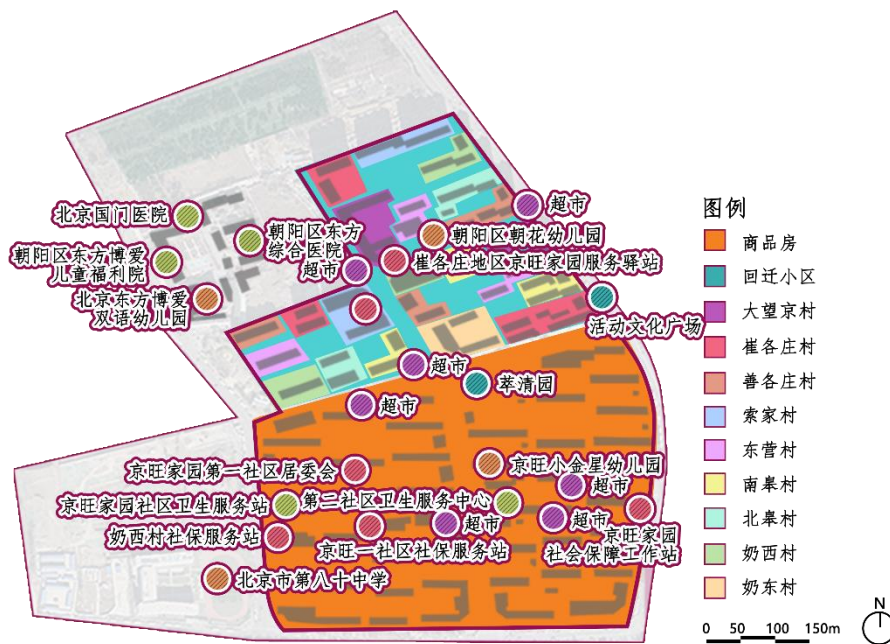 超市
北京国门医院
朝阳区东方
综合医院
朝阳区朝花幼儿园
朝阳区东方博爱
儿童福利院
超市
崔各庄地区京旺家园服务驿站
北京东方博爱
双语幼儿园
活动文化广场
超市
萃清园
超市
京旺家园第一社区居委会
京旺小金星幼儿园
超市
京旺家园社区卫生服务站
第二社区卫生服务中心
奶西村社保服务站
超市
超市
京旺一社区社保服务站
京旺家园
社会保障工作站
北京市第八十中学
图例
商品房
回迁小区
大望京村
崔各庄村
善各庄村
索家村
东营村
南皋村
北皋村
奶西村
奶东村
0 50 100 150m
N